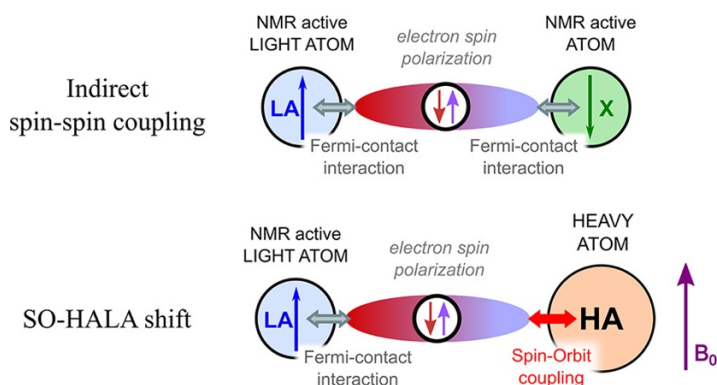 NMR active
LIGHT ATOM
electron spin
polarization
NMR active
ATOM
Indirect
spin-spin coupling
LA
X
Fermi-contact
interaction
Fermi-contact
interaction
NMR active
LIGHT ATOM
electron spin
polarization
HEAVY
ATOM
SO-HALA shift
LA
HA
Fermi-contact
interaction
Spin-Orbit
coupling
B₀